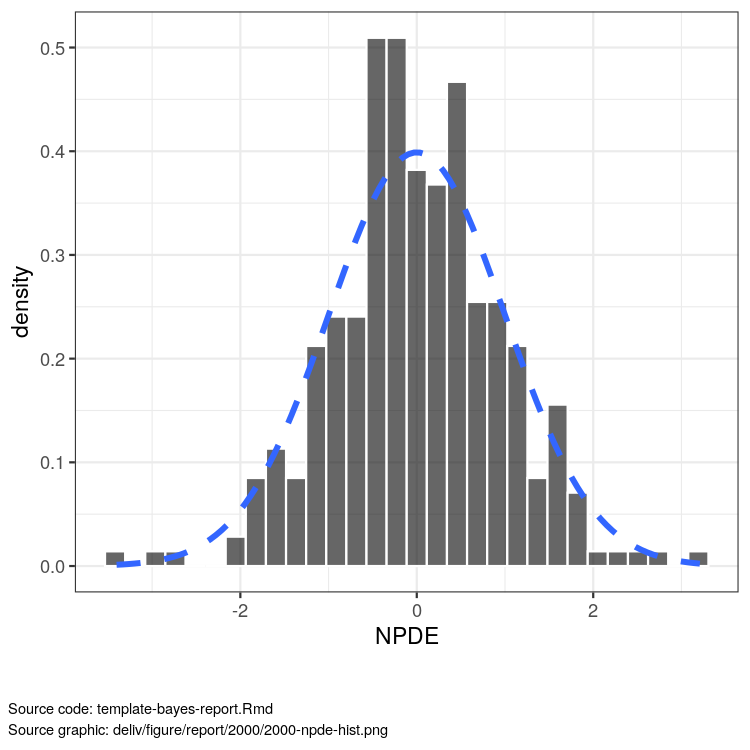 0.5
0.4
0.3
0.2
0.1
0.0
density
-2 0 2
NPDE
Source code: template-bayes-report.Rmd
Source graphic: deliv/figure/report/2000/2000-npde-hist.png